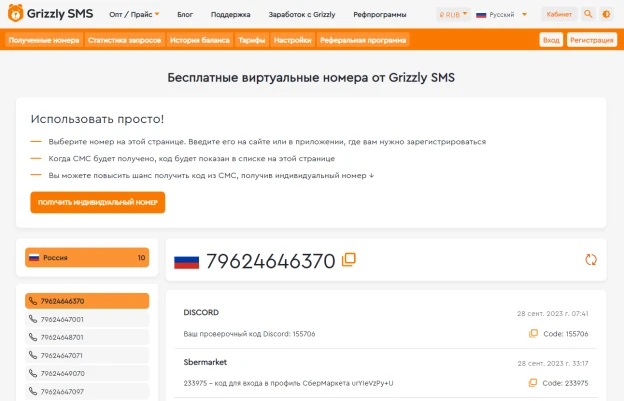 Grizzly SMS Опт / Прайс Блог Поддержка Заработок с Grizzly Рефпрограммы ₽ RUB Русский Кабинет
Полученные номера Статистика запросов История баланса Тарифы Настройки Реферальная программа Вход Регистрация
Бесплатные виртуальные номера от Grizzly SMS
Использовать просто!
— Выберите номер на этой странице. Введите его на сайте или в приложении, где вам нужно зарегистрироваться
— Когда СМС будет получено, код будет показан в списке на этой странице
— Вы можете повысить шанс получить код из СМС, получив индивидуальный номер ↓
ПОЛУЧИТЬ ИНДИВИДУАЛЬНЫЙ НОМЕР
Россия 10
79624646370
79624646370
79624647001
79624648701
79624647071
79624649070
79624647097
DISCORD 28 сент. 2023 г. 07:41
Ваш проверочный код Discord: 155706 Code: 155706
Sbermarket 28 сент. 2023 г. 33:17
233975 – код для входа в профиль СберМаркета urYIeVzPy+U Code: 233975